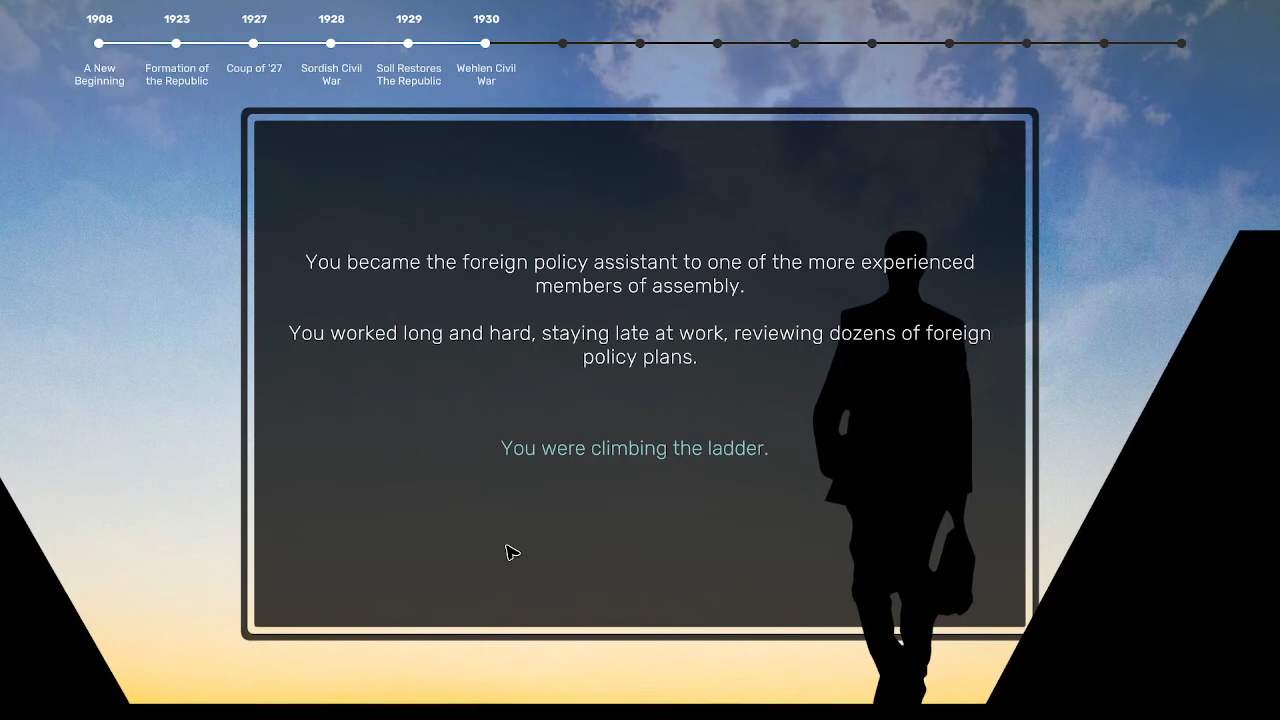 1908 1923 1927 1928 1929 1930
A New Formation of Coup of '27 Sordish Civil Soll Restores Wehlen Civil
Beginning the Republic War The Republic War
You became the foreign policy assistant to one of the more experienced
members of assembly.
You worked long and hard, staying late at work, reviewing dozens of foreign
policy plans.
You were climbing the ladder.